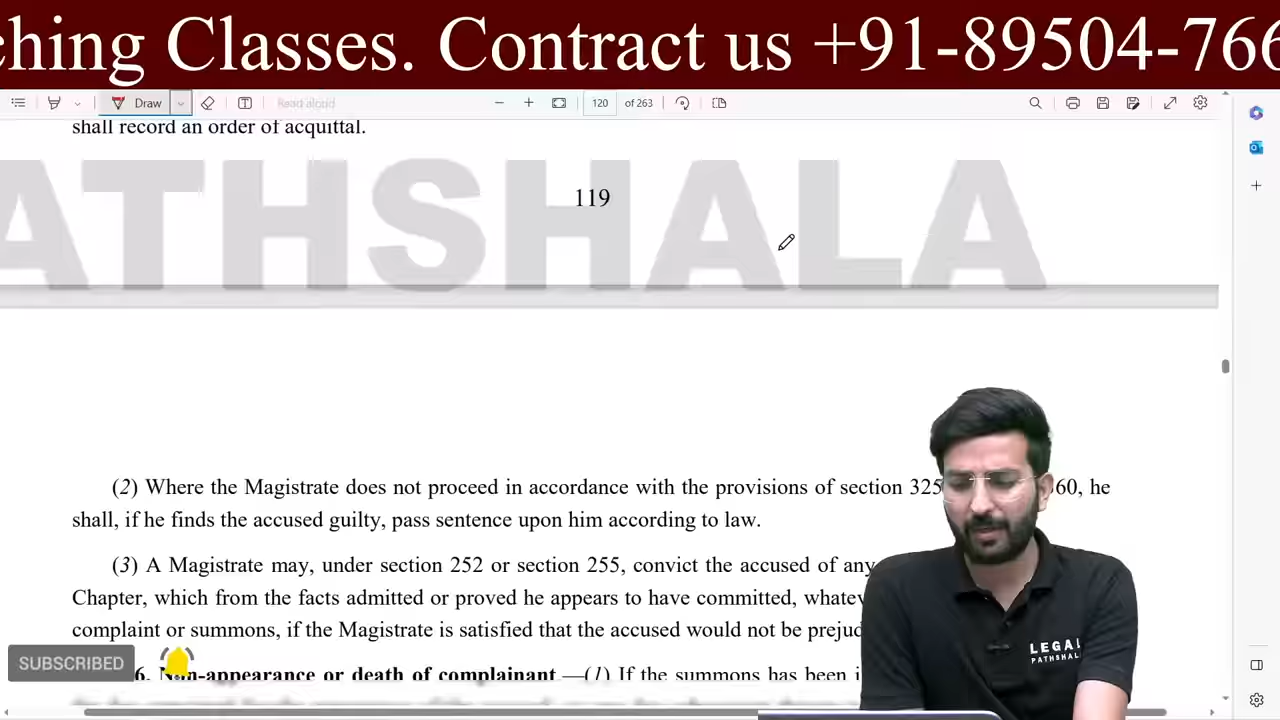 ching Classes. Contract us +91-89504-766
Draw
Read aloud
120 of 263
shall record an order of acquittal.
ATHSHALA
119
(2) Where the Magistrate does not proceed in accordance with the provisions of section 325 60, he
shall, if he finds the accused guilty, pass sentence upon him according to law.
(3) A Magistrate may, under section 252 or section 255, convict the accused of any
Chapter, which from the facts admitted or proved he appears to have committed,
complaint or summons, if the Magistrate is satisfied that the accused would not be
6. Non-appearance or death of complainant.—(1) If the summons has been
SUBSCRIBED
LEGAL
PATHSHALA